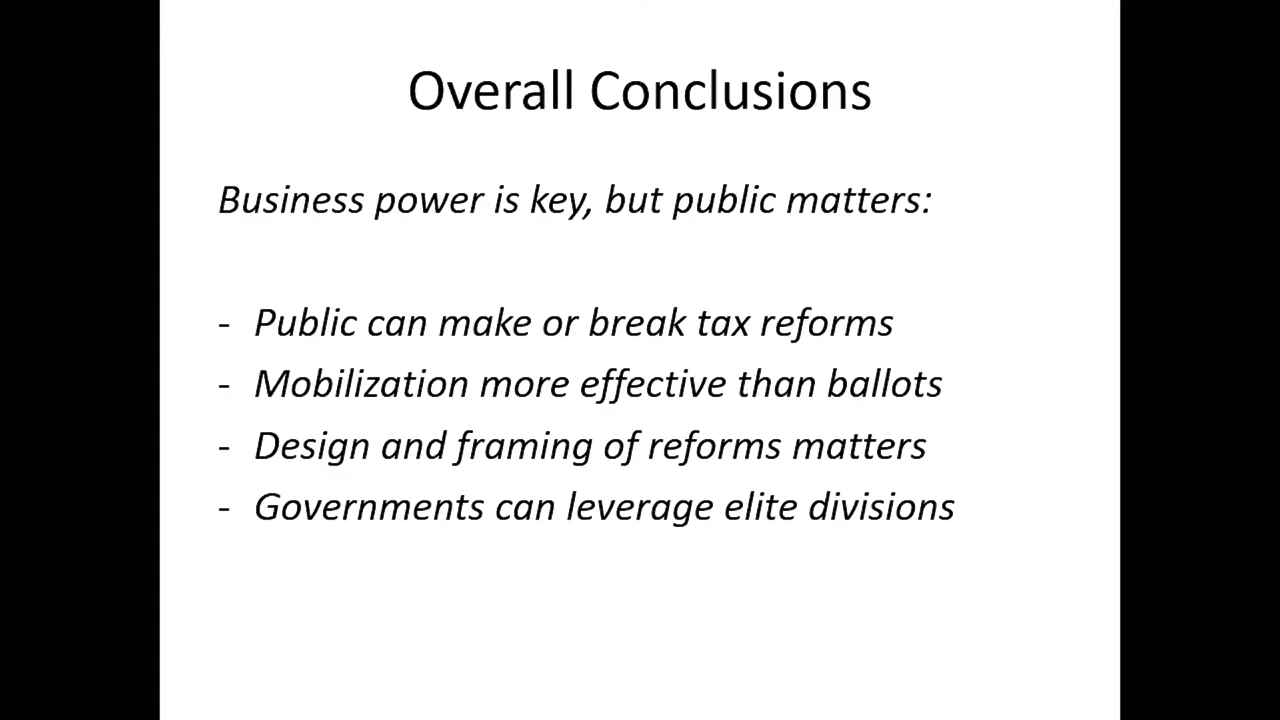 Overall Conclusions
Business power is key, but public matters:
- Public can make or break tax reforms
- Mobilization more effective than ballots
- Design and framing of reforms matters
- Governments can leverage elite divisions